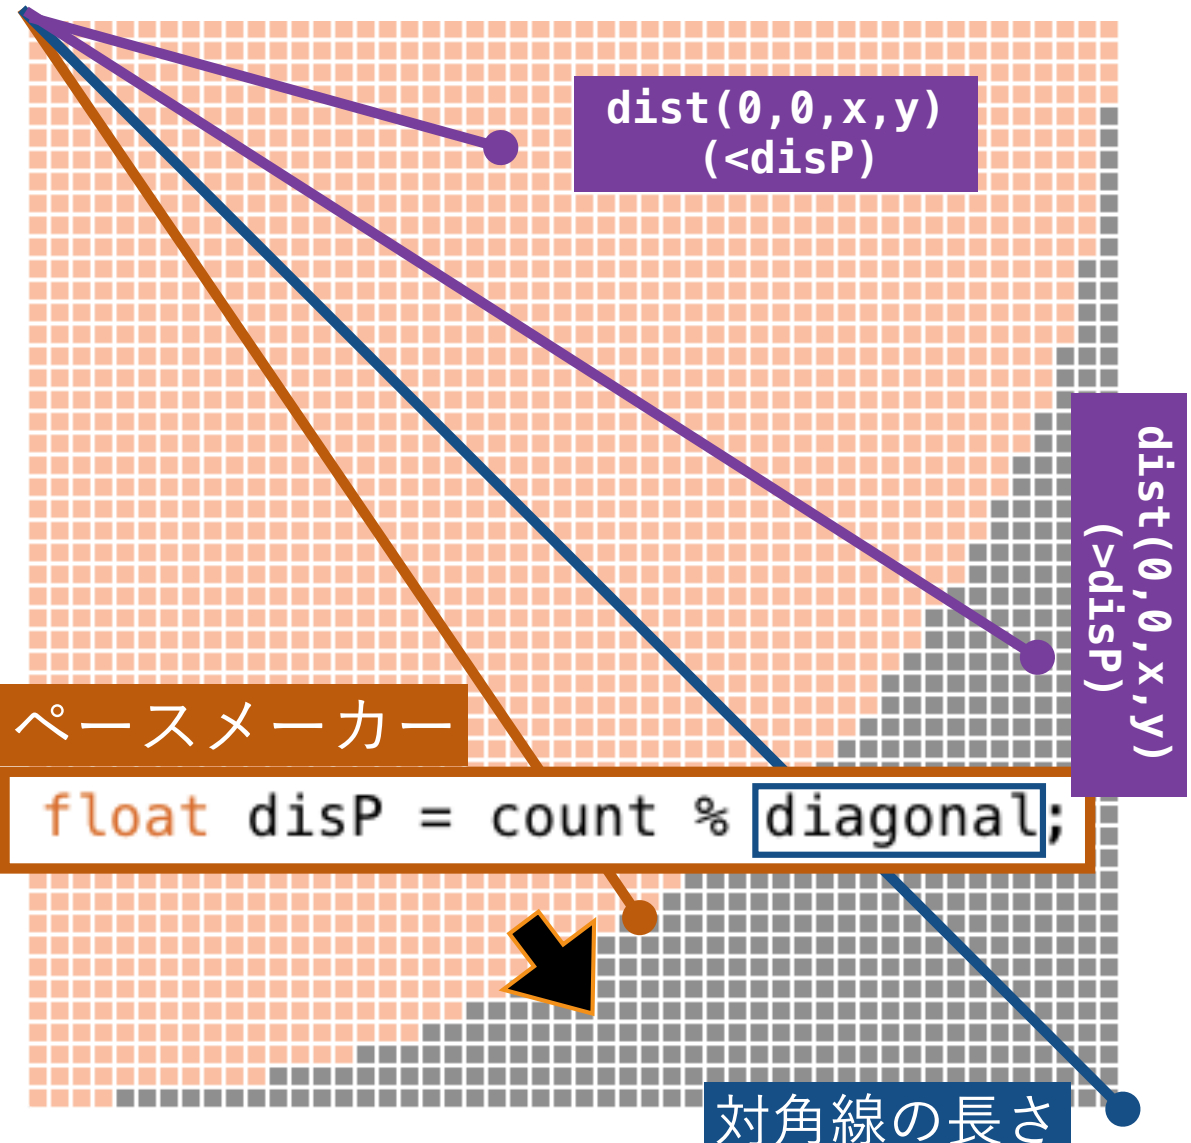 dist(0,0,x,y)
(<disP)
dist(0,0,x,y)
(>disP)
ペースメーカー
float disP = count % diagonal;
対角線の長さ